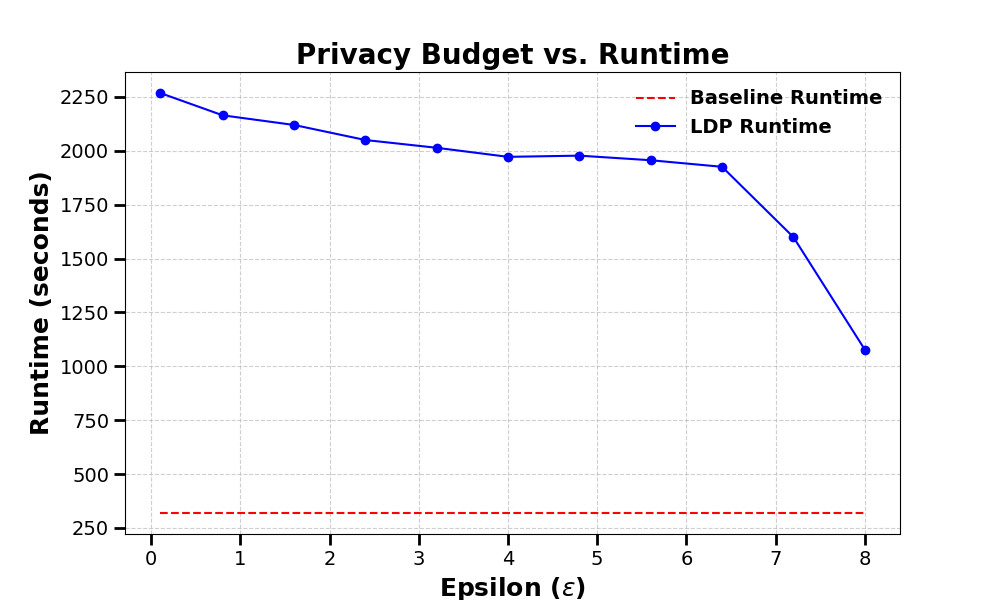 Privacy Budget vs. Runtime
Baseline Runtime
LDP Runtime
Runtime (seconds)
2250
2000
1750
1500
1250
1000
750
500
250
0 1 2 3 4 5 6 7 8
Epsilon (ε)